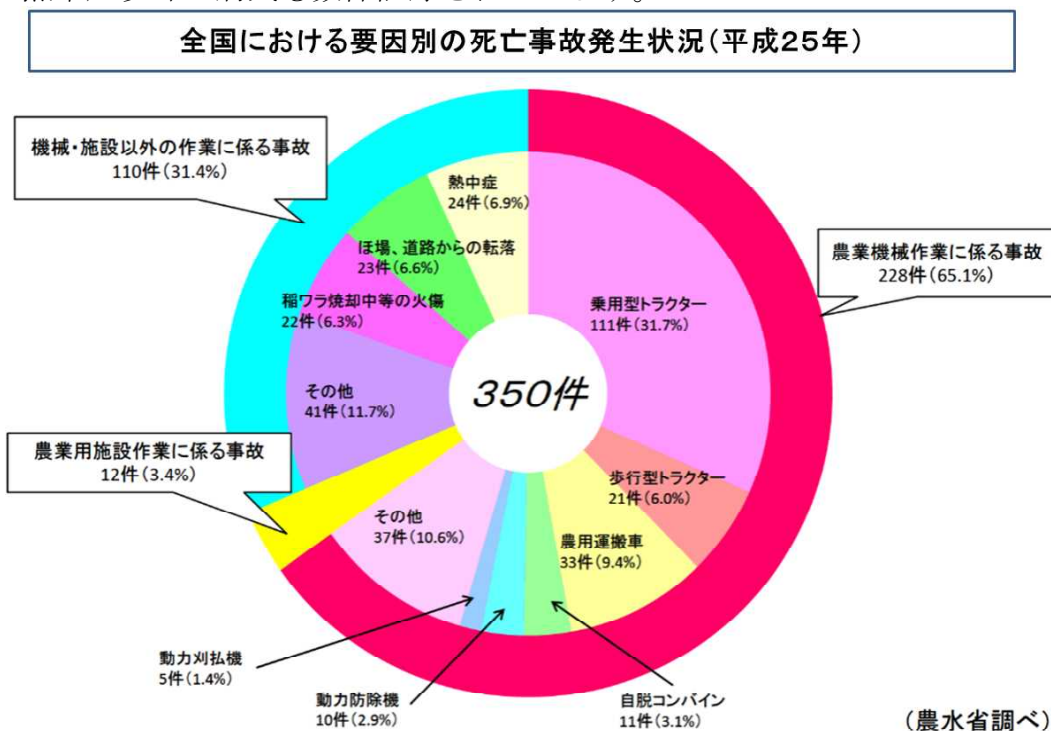 全国における要因別の死亡事故発生状況(平成25年)
機械・施設以外の作業に係る事故
110件(31.4%)
熱中症
24件(6.9%)
ほ場、道路からの転落
23件(6.6%)
稲ワラ焼却中等の火傷
22件(6.3%)
その他
41件(11.7%)
農業用施設作業に係る事故
12件(3.4%)
農業機械作業に係る事故
228件(65.1%)
乗用型トラクター
111件(31.7%)
350件
歩行型トラクター
21件(6.0%)
農用運搬車
33件(9.4%)
その他
37件(10.6%)
動力刈払機
5件(1.4%)
動力防除機
10件(2.9%)
自脱コンバイン
11件(3.1%)
(農水省調べ)